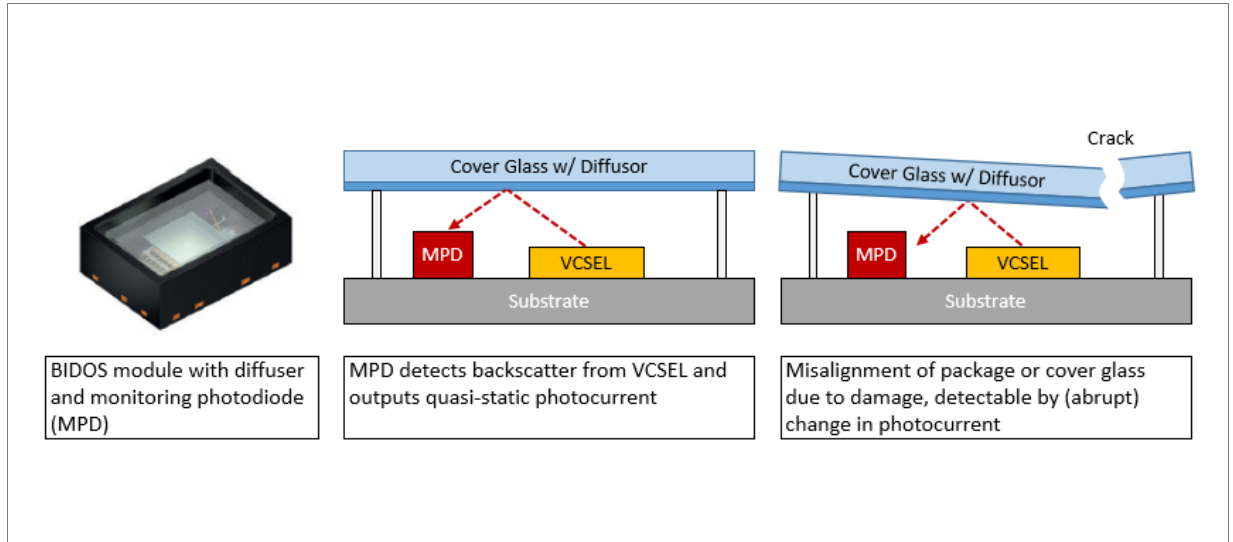 Crack
Cover Glass w/ Diffusor
Cover Glass w/ Diffusor
MPD
VCSEL
MPD
VCSEL
Substrate
Substrate
BIDOS module with diffuser
and monitoring photodiode
(MPD)
MPD detects backscatter from VCSEL and
outputs quasi-static photocurrent
Misalignment of package or cover glass
due to damage, detectable by (abrupt)
change in photocurrent